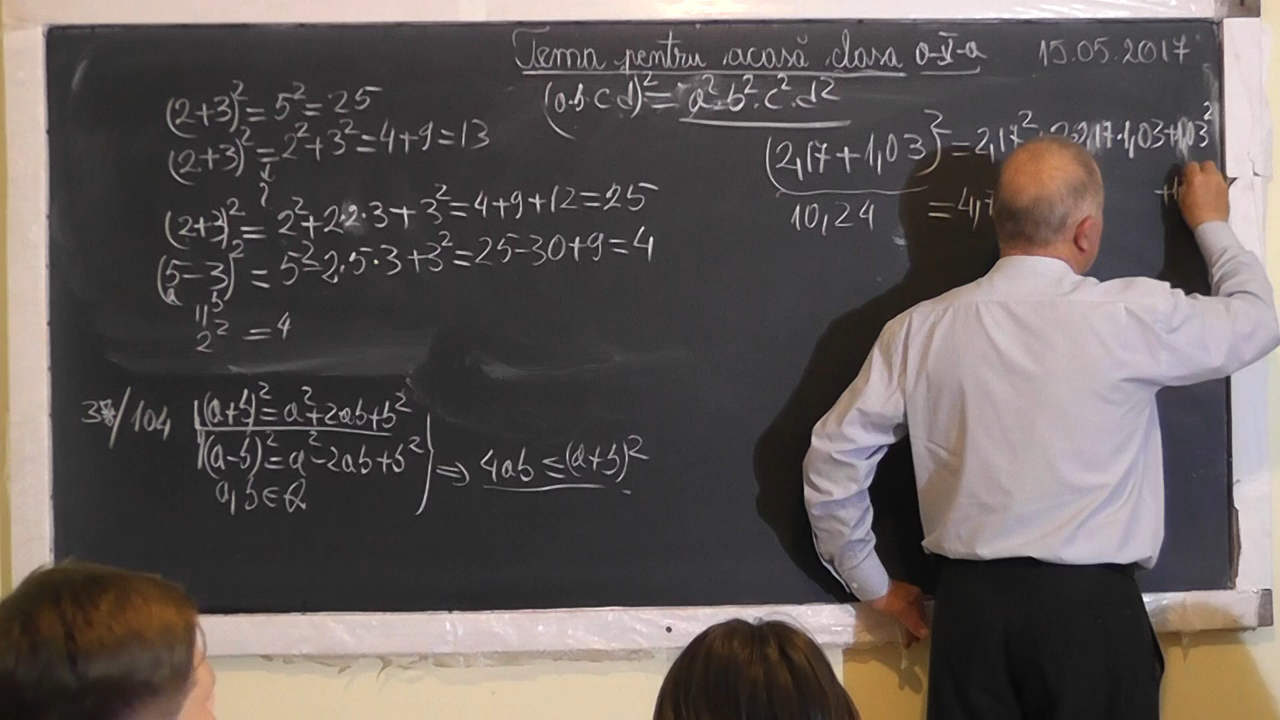 Tema pentru acasă clasa a-V-a 15.05.2017
(a·b·c·d)² = a²·b²·c²·d²
(2+3)² = 5² = 25
(2+3)² = 2²+3² = 4+9 = 13
?
(2+3)² = 2²+2·2·3+3² = 4+9+12 = 25
(5-3)² = 5²-2·5·3+3² = 25-30+9 = 4
2² = 4
/104
(a+b)² = a²+2ab+b²
(a-b)² = a²-2ab+b²
a,b∈Q
⇒ 4ab ≤ (a+b)²
(2,17+1,03)² = 2,17² 2·2,17·1,03+1,03²
10,24 = 4,7